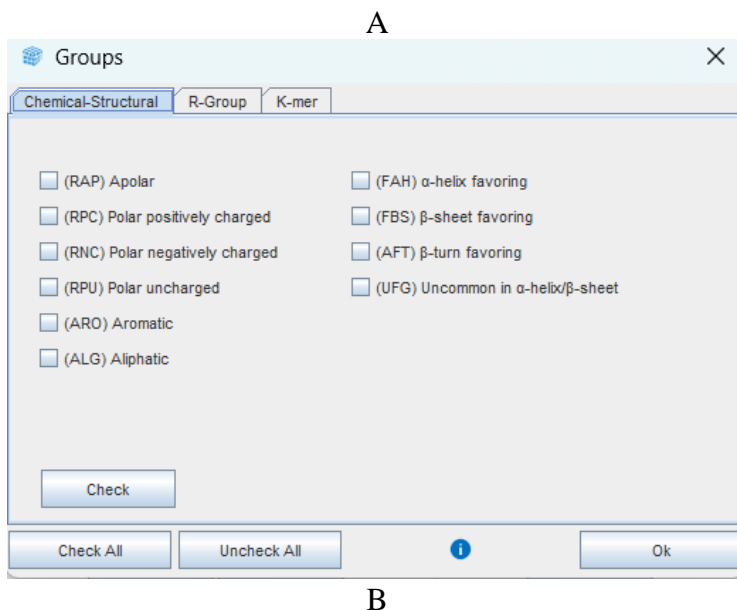 A
Groups
Chemical-Structural R-Group K-mer
(RAP) Apolar (FAH) α-helix favoring
(RPC) Polar positively charged (FBS) β-sheet favoring
(RNC) Polar negatively charged (AFT) β-turn favoring
(RPU) Polar uncharged (UFG) Uncommon in α-helix/β-sheet
(ARO) Aromatic
(ALG) Aliphatic
Check
Check All Uncheck All i Ok
B